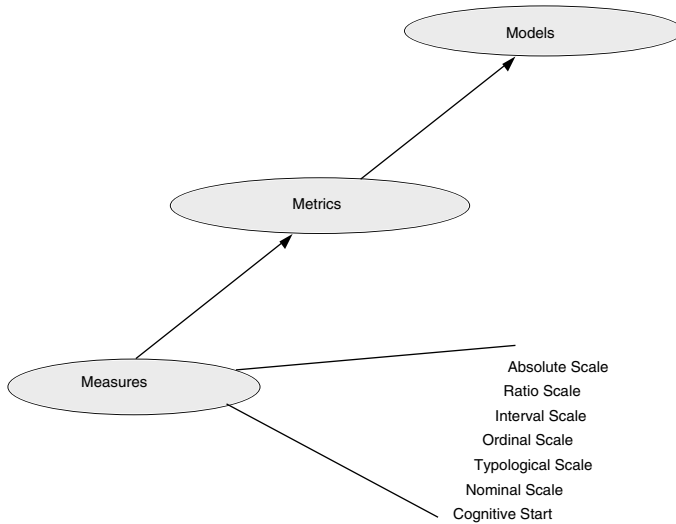 Models
Metrics
Measures
Absolute Scale
Ratio Scale
Interval Scale
Ordinal Scale
Typological Scale
Nominal Scale
Cognitive Start